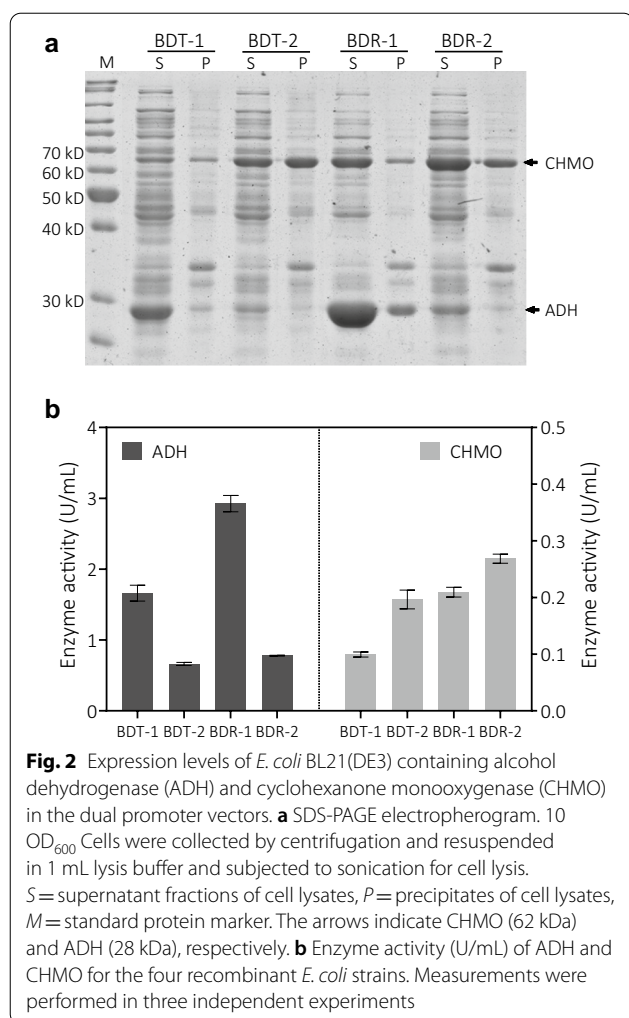 a
BDT-1 BDT-2 BDR-1 BDR-2
M S P S P S P S P
70 kD
60 kD
50 kD
40 kD
30 kD
CHMO
ADH
b
4
3
2
1
0
Enzyme activity (U/mL)
ADH
CHMO
0.5
0.4
0.3
0.2
0.1
0.0
Enzyme activity (U/mL)
BDT-1 BDT-2 BDR-1 BDR-2 BDT-1 BDT-2 BDR-1 BDR-2
Fig. 2 Expression levels of E. coli BL21(DE3) containing alcohol
dehydrogenase (ADH) and cyclohexanone monooxygenase (CHMO)
in the dual promoter vectors. a SDS-PAGE electropherogram. 10
OD600 Cells were collected by centrifugation and resuspended
in 1 mL lysis buffer and subjected to sonication for cell lysis.
S = supernatant fractions of cell lysates, P = precipitates of cell lysates,
M = standard protein marker. The arrows indicate CHMO (62 kDa)
and ADH (28 kDa), respectively. b Enzyme activity (U/mL) of ADH and
CHMO for the four recombinant E. coli strains. Measurements were
performed in three independent experiments